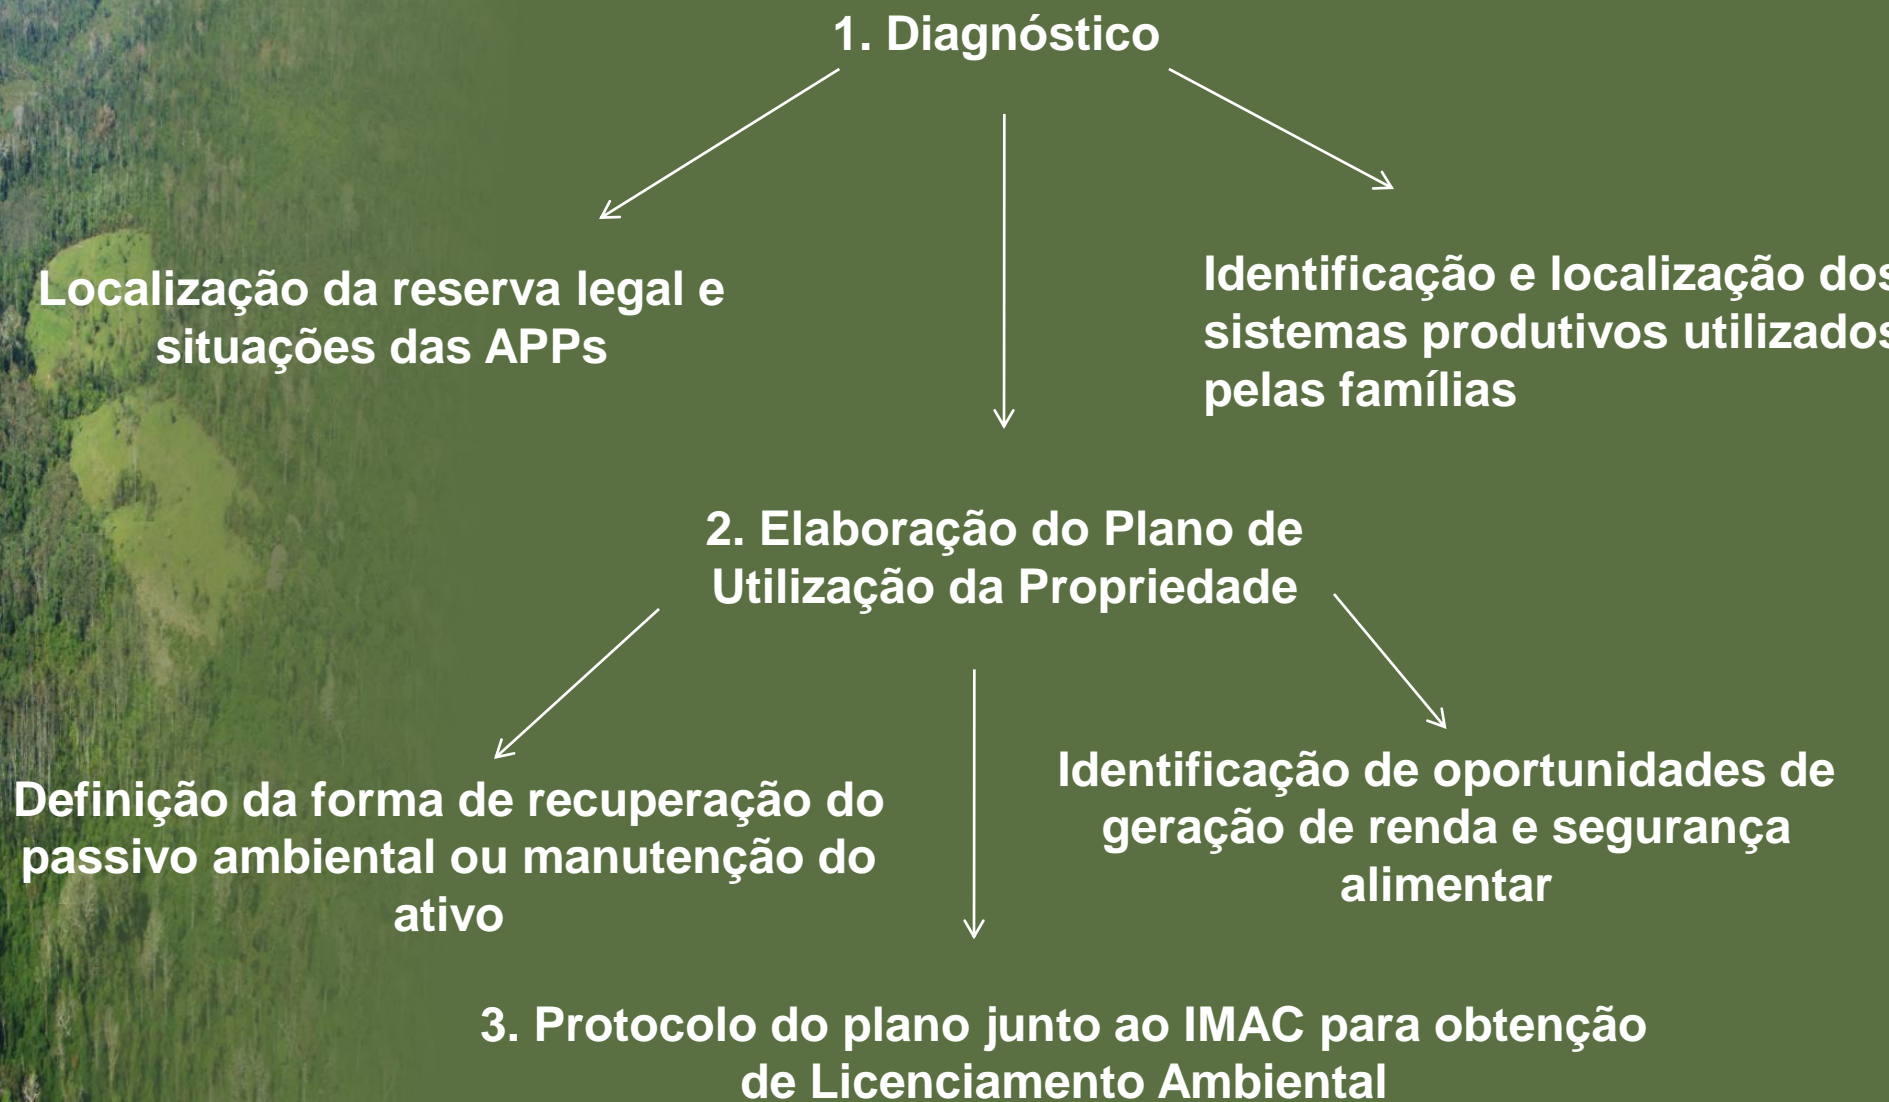 1. Diagnóstico
Localização da reserva legal e
situações das APPs
Identificação e localização dos
sistemas produtivos utilizados
pelas famílias
2. Elaboração do Plano de
Utilização da Propriedade
Definição da forma de recuperação do
passivo ambiental ou manutenção do
ativo
Identificação de oportunidades de
geração de renda e segurança
alimentar
3. Protocolo do plano junto ao IMAC para obtenção
de Licenciamento Ambiental